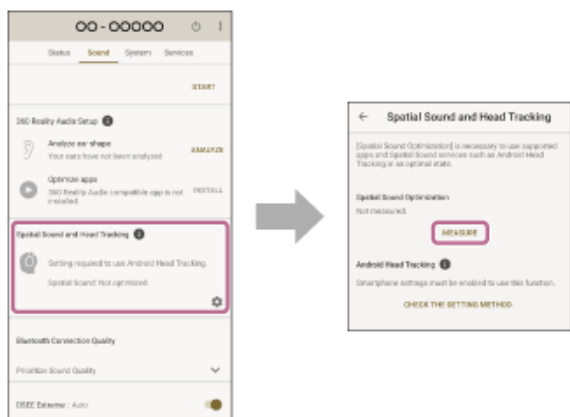 OO-OOOOO
Status Sound System Services
START
360 Reality Audio Setup
Analyze ear shape
Your ears have not been analyzed.
ANALYZE
Optimize apps
360 Reality Audio compatible app is not
installed.
INSTALL
Spatial Sound and Head Tracking
Setting required to use Android Head Tracking.
Spatial Sound: Not optimized.
Bluetooth Connection Quality
Prioritize Sound Quality
DSEE Extreme: Auto
Spatial Sound and Head Tracking
[Spatial Sound Optimization] is necessary to use supported
apps and Spatial Sound services such as Android Head
Tracking in an optimal state.
Spatial Sound Optimization
Not measured.
MEASURE
Android Head Tracking
Smartphone settings must be enabled to use this function.
CHECK THE SETTING METHOD